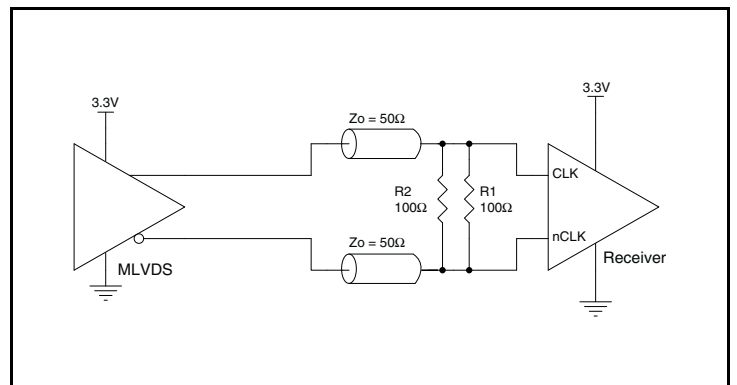 3.3V
MLVDS
Zo = 50Ω
Zo = 50Ω
R2
100Ω
R1
100Ω
3.3V
CLK
nCLK
Receiver